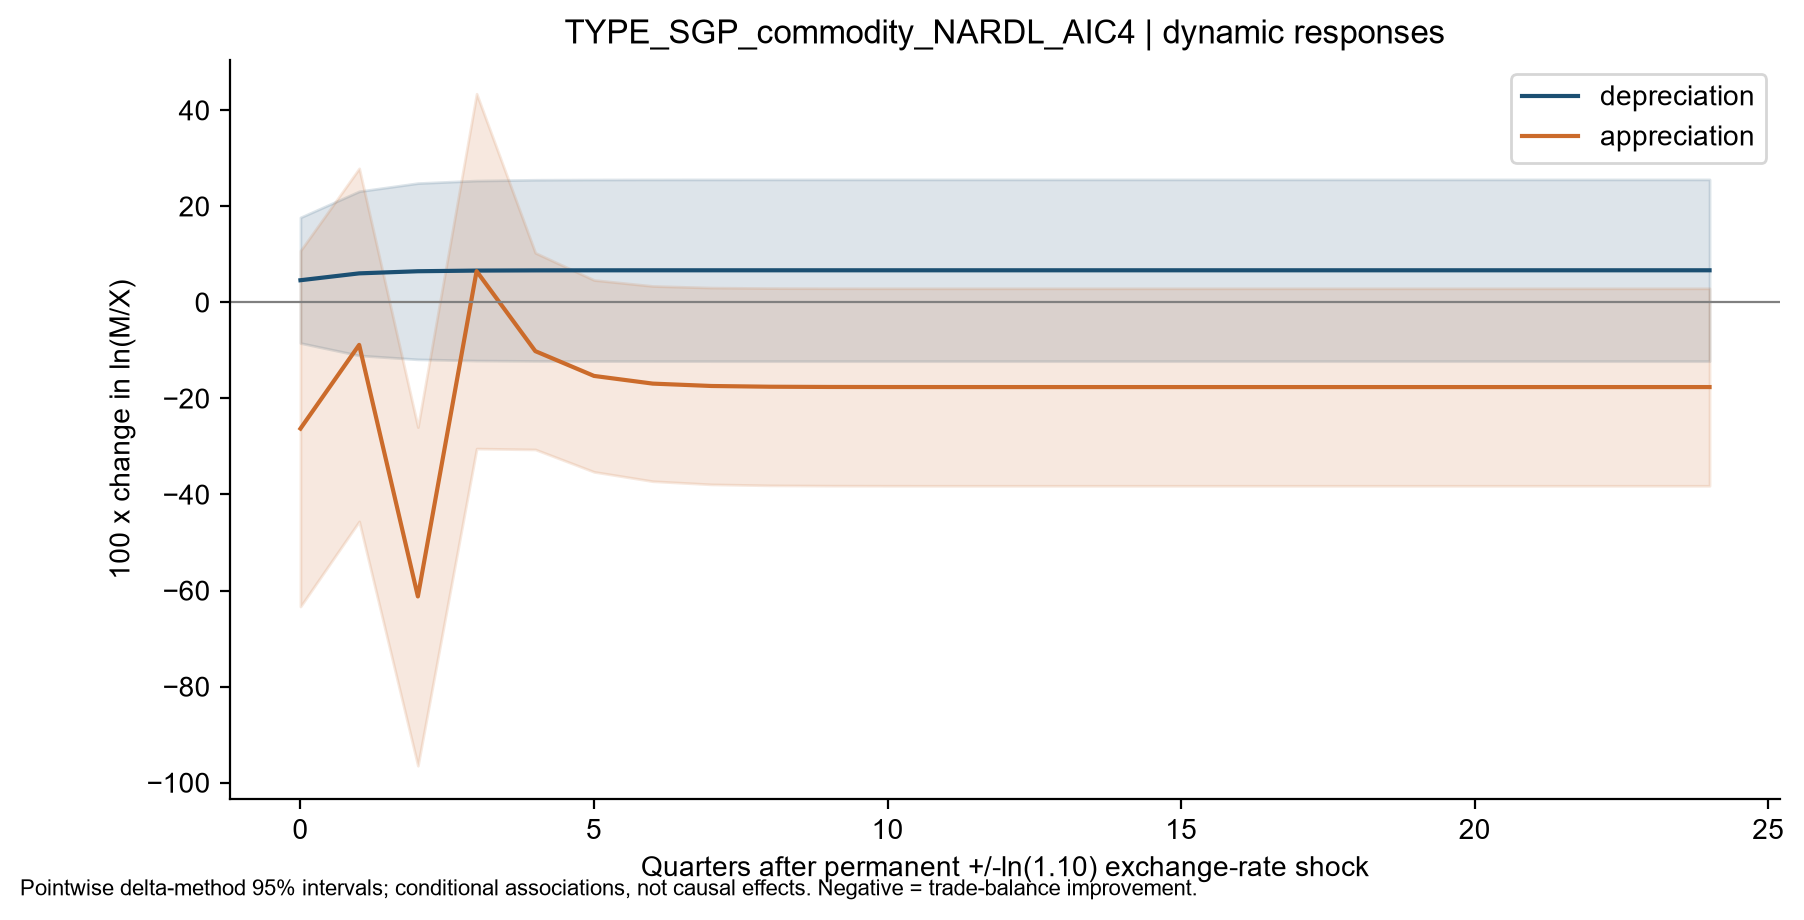 TYPE_SGP_commodity_NARDL_AIC4 | dynamic responses
depreciation
appreciation
100 x change in ln(M/X)
40
20
0
−20
−40
−60
−80
−100
0
5
10
15
20
25
Quarters after permanent +/-ln(1.10) exchange-rate shock
Pointwise delta-method 95% intervals; conditional associations, not causal effects. Negative = trade-balance improvement.